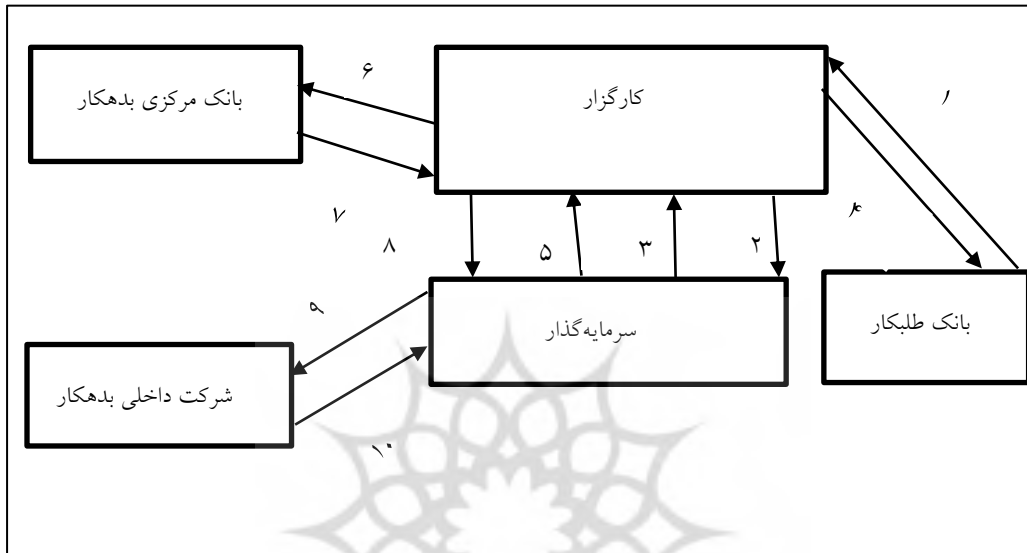 ۶
بانک مرکزی بدهکار
کارگزار
۱
۷
۸
۵
۳
۲
۴
۹
سرمایه‌گذار
بانک طلبکار
شرکت داخلی بدهکار
۱۰